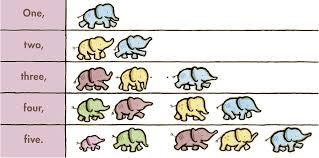 One,
two,
three,
four,
five.